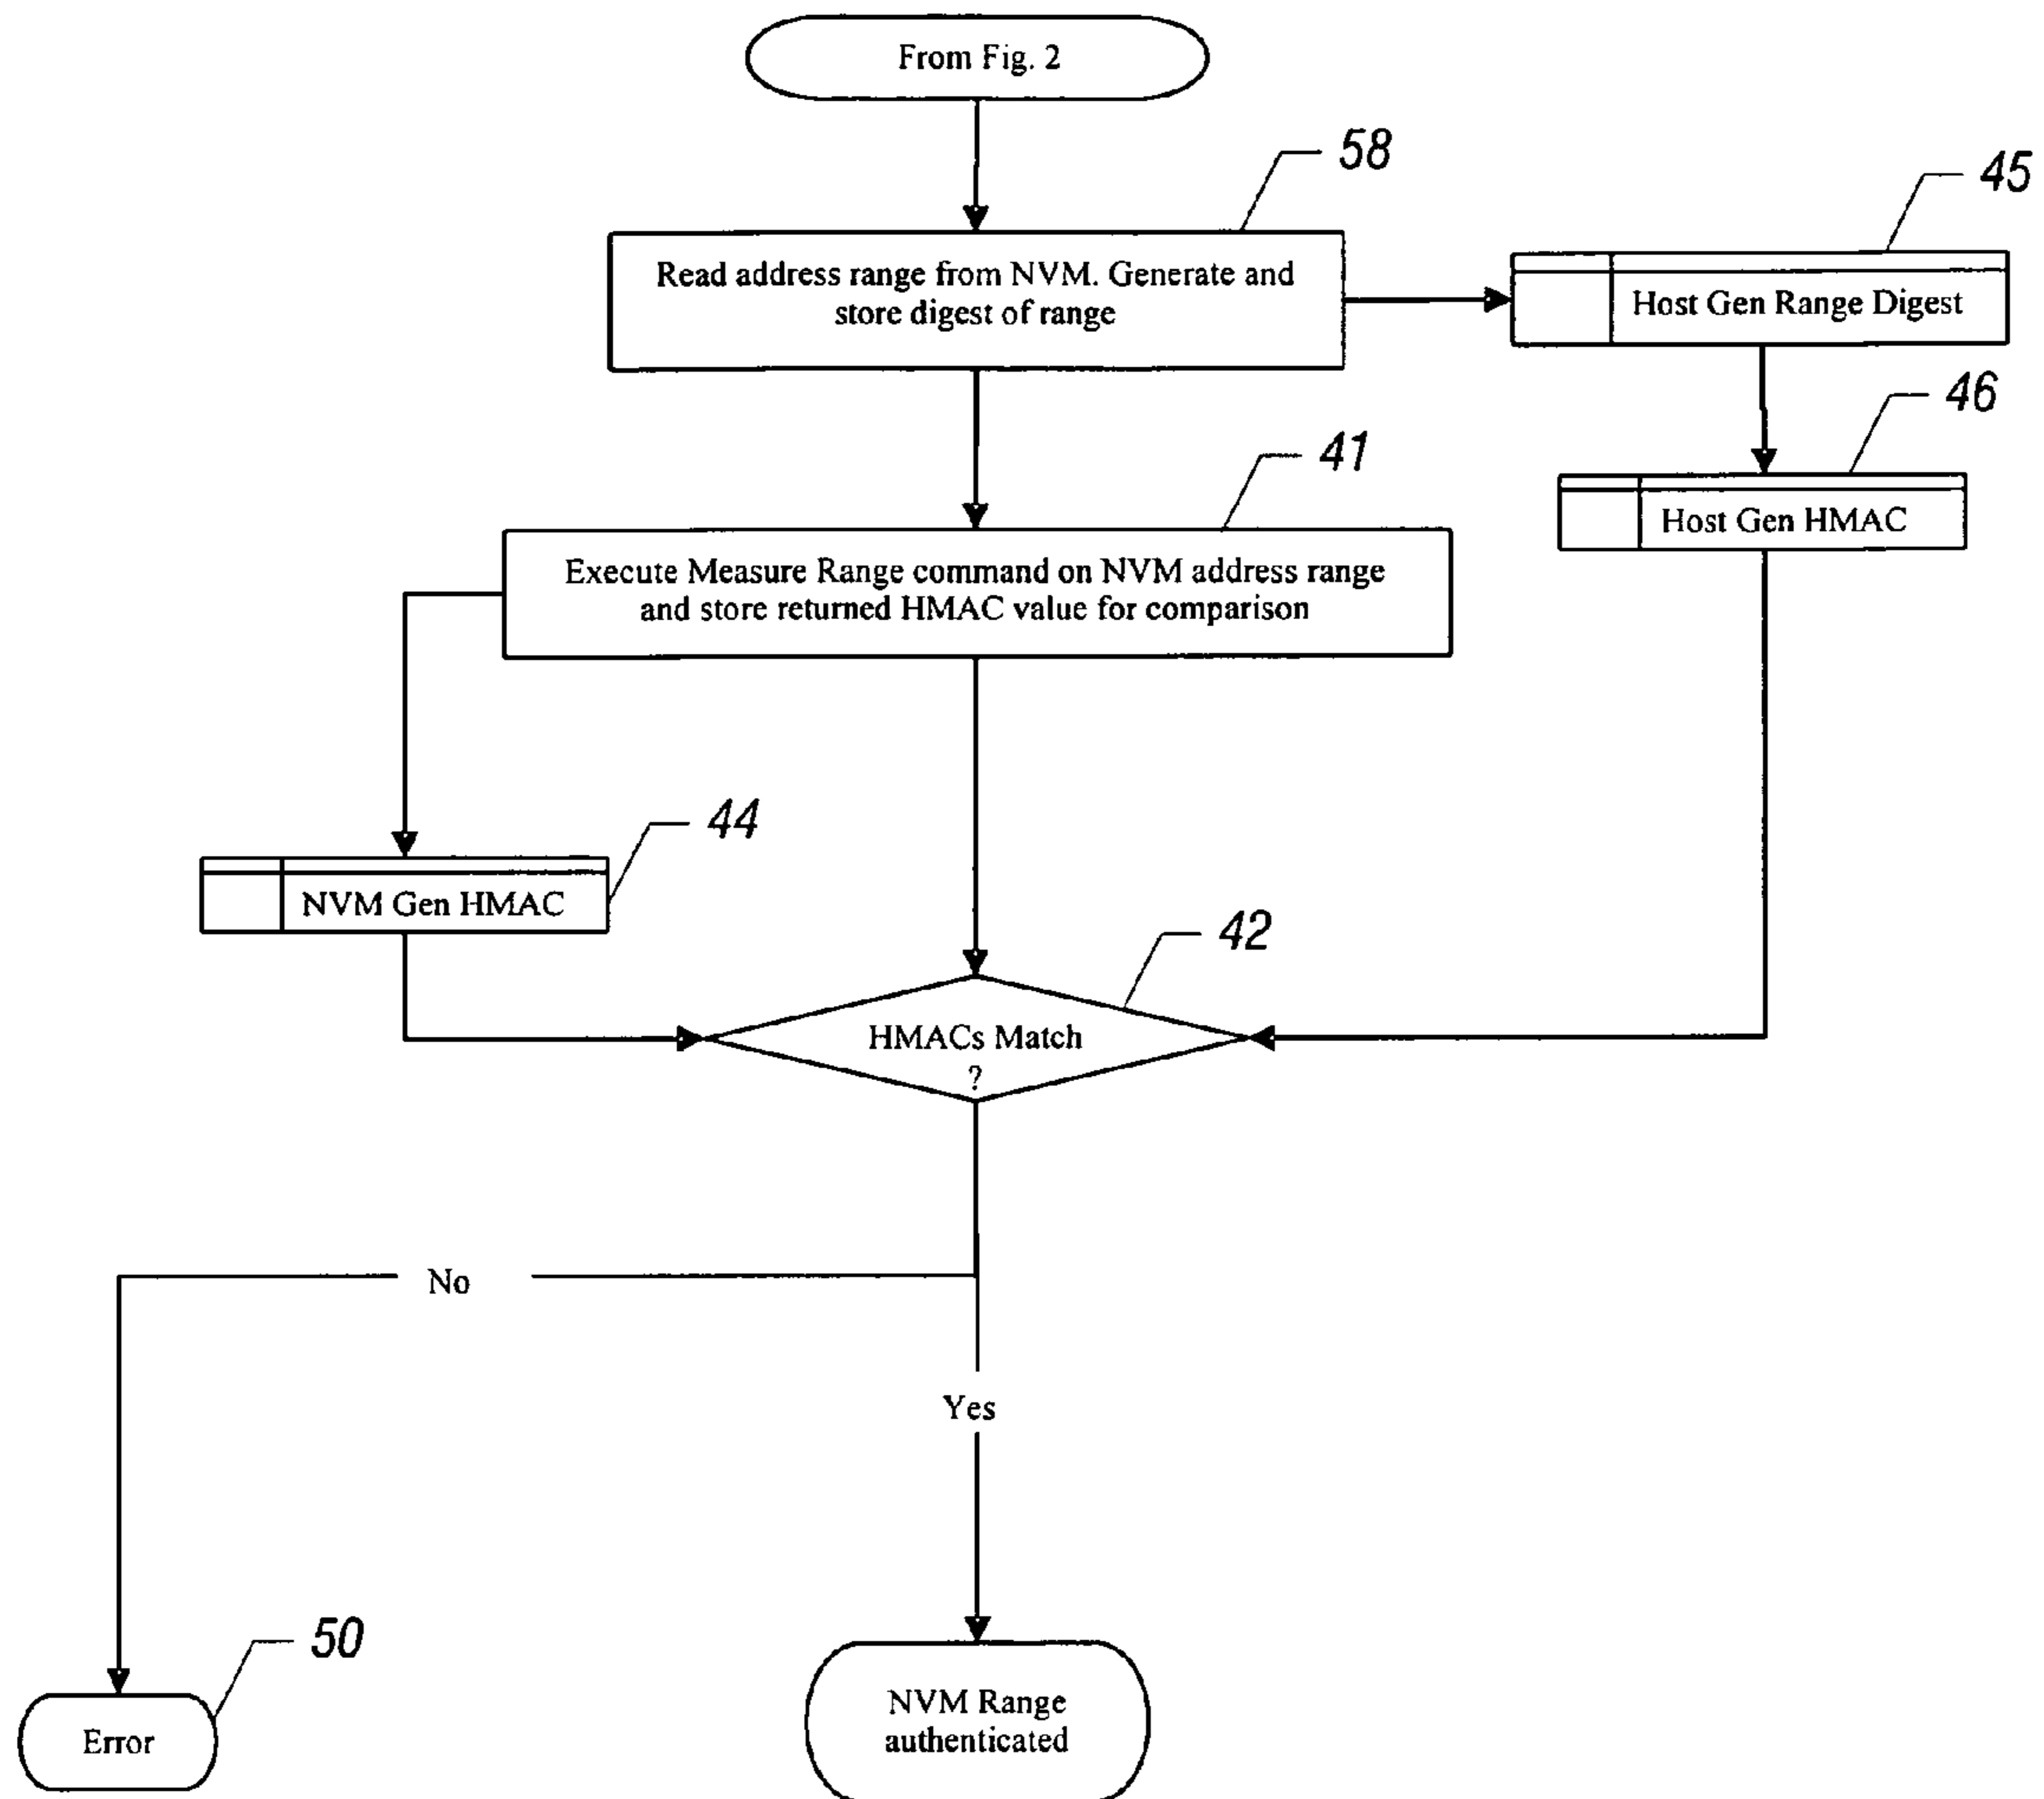 From Fig. 2
58
45
Read address range from NVM. Generate and
store digest of range
Host Gen Range Digest
46
41
Host Gen HMAC
Execute Measure Range command on NVM address range
and store returned HMAC value for comparison
44
NVM Gen HMAC
42
HMACs Match
?
No
Yes
50
NVM Range
authenticated
Error